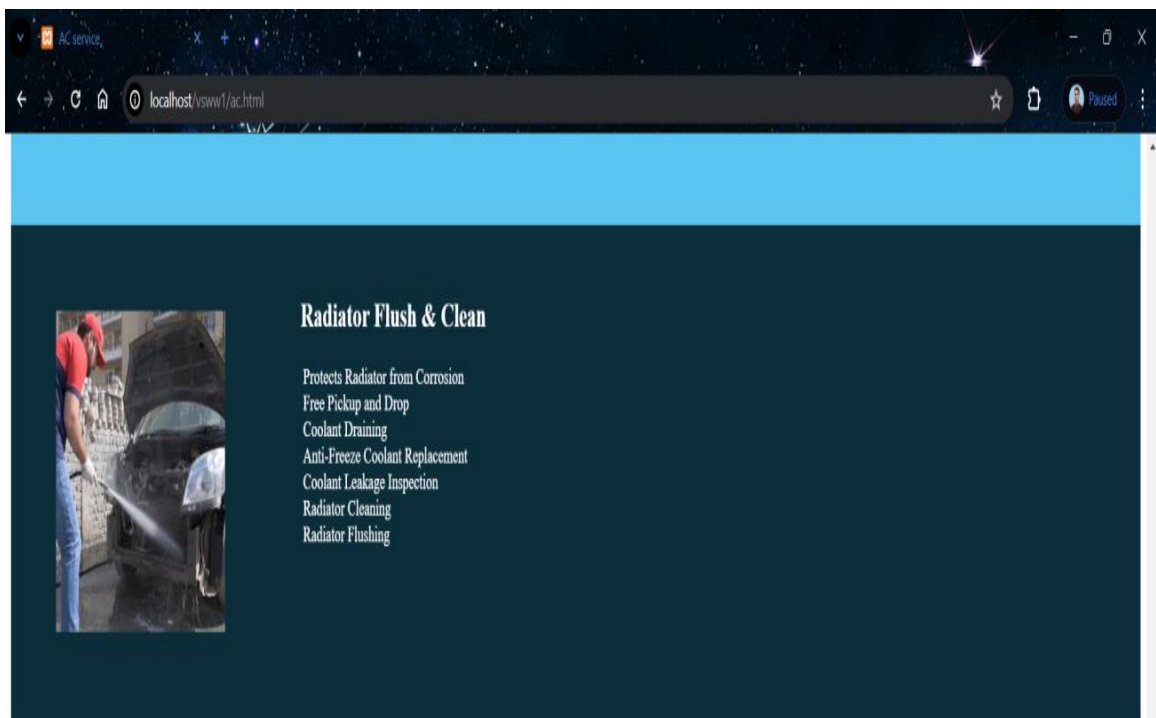 AC service,
localhost/vsww1/ac.html
Paused
Radiator Flush & Clean
Protects Radiator from Corrosion
Free Pickup and Drop
Coolant Draining
Anti-Freeze Coolant Replacement
Coolant Leakage Inspection
Radiator Cleaning
Radiator Flushing